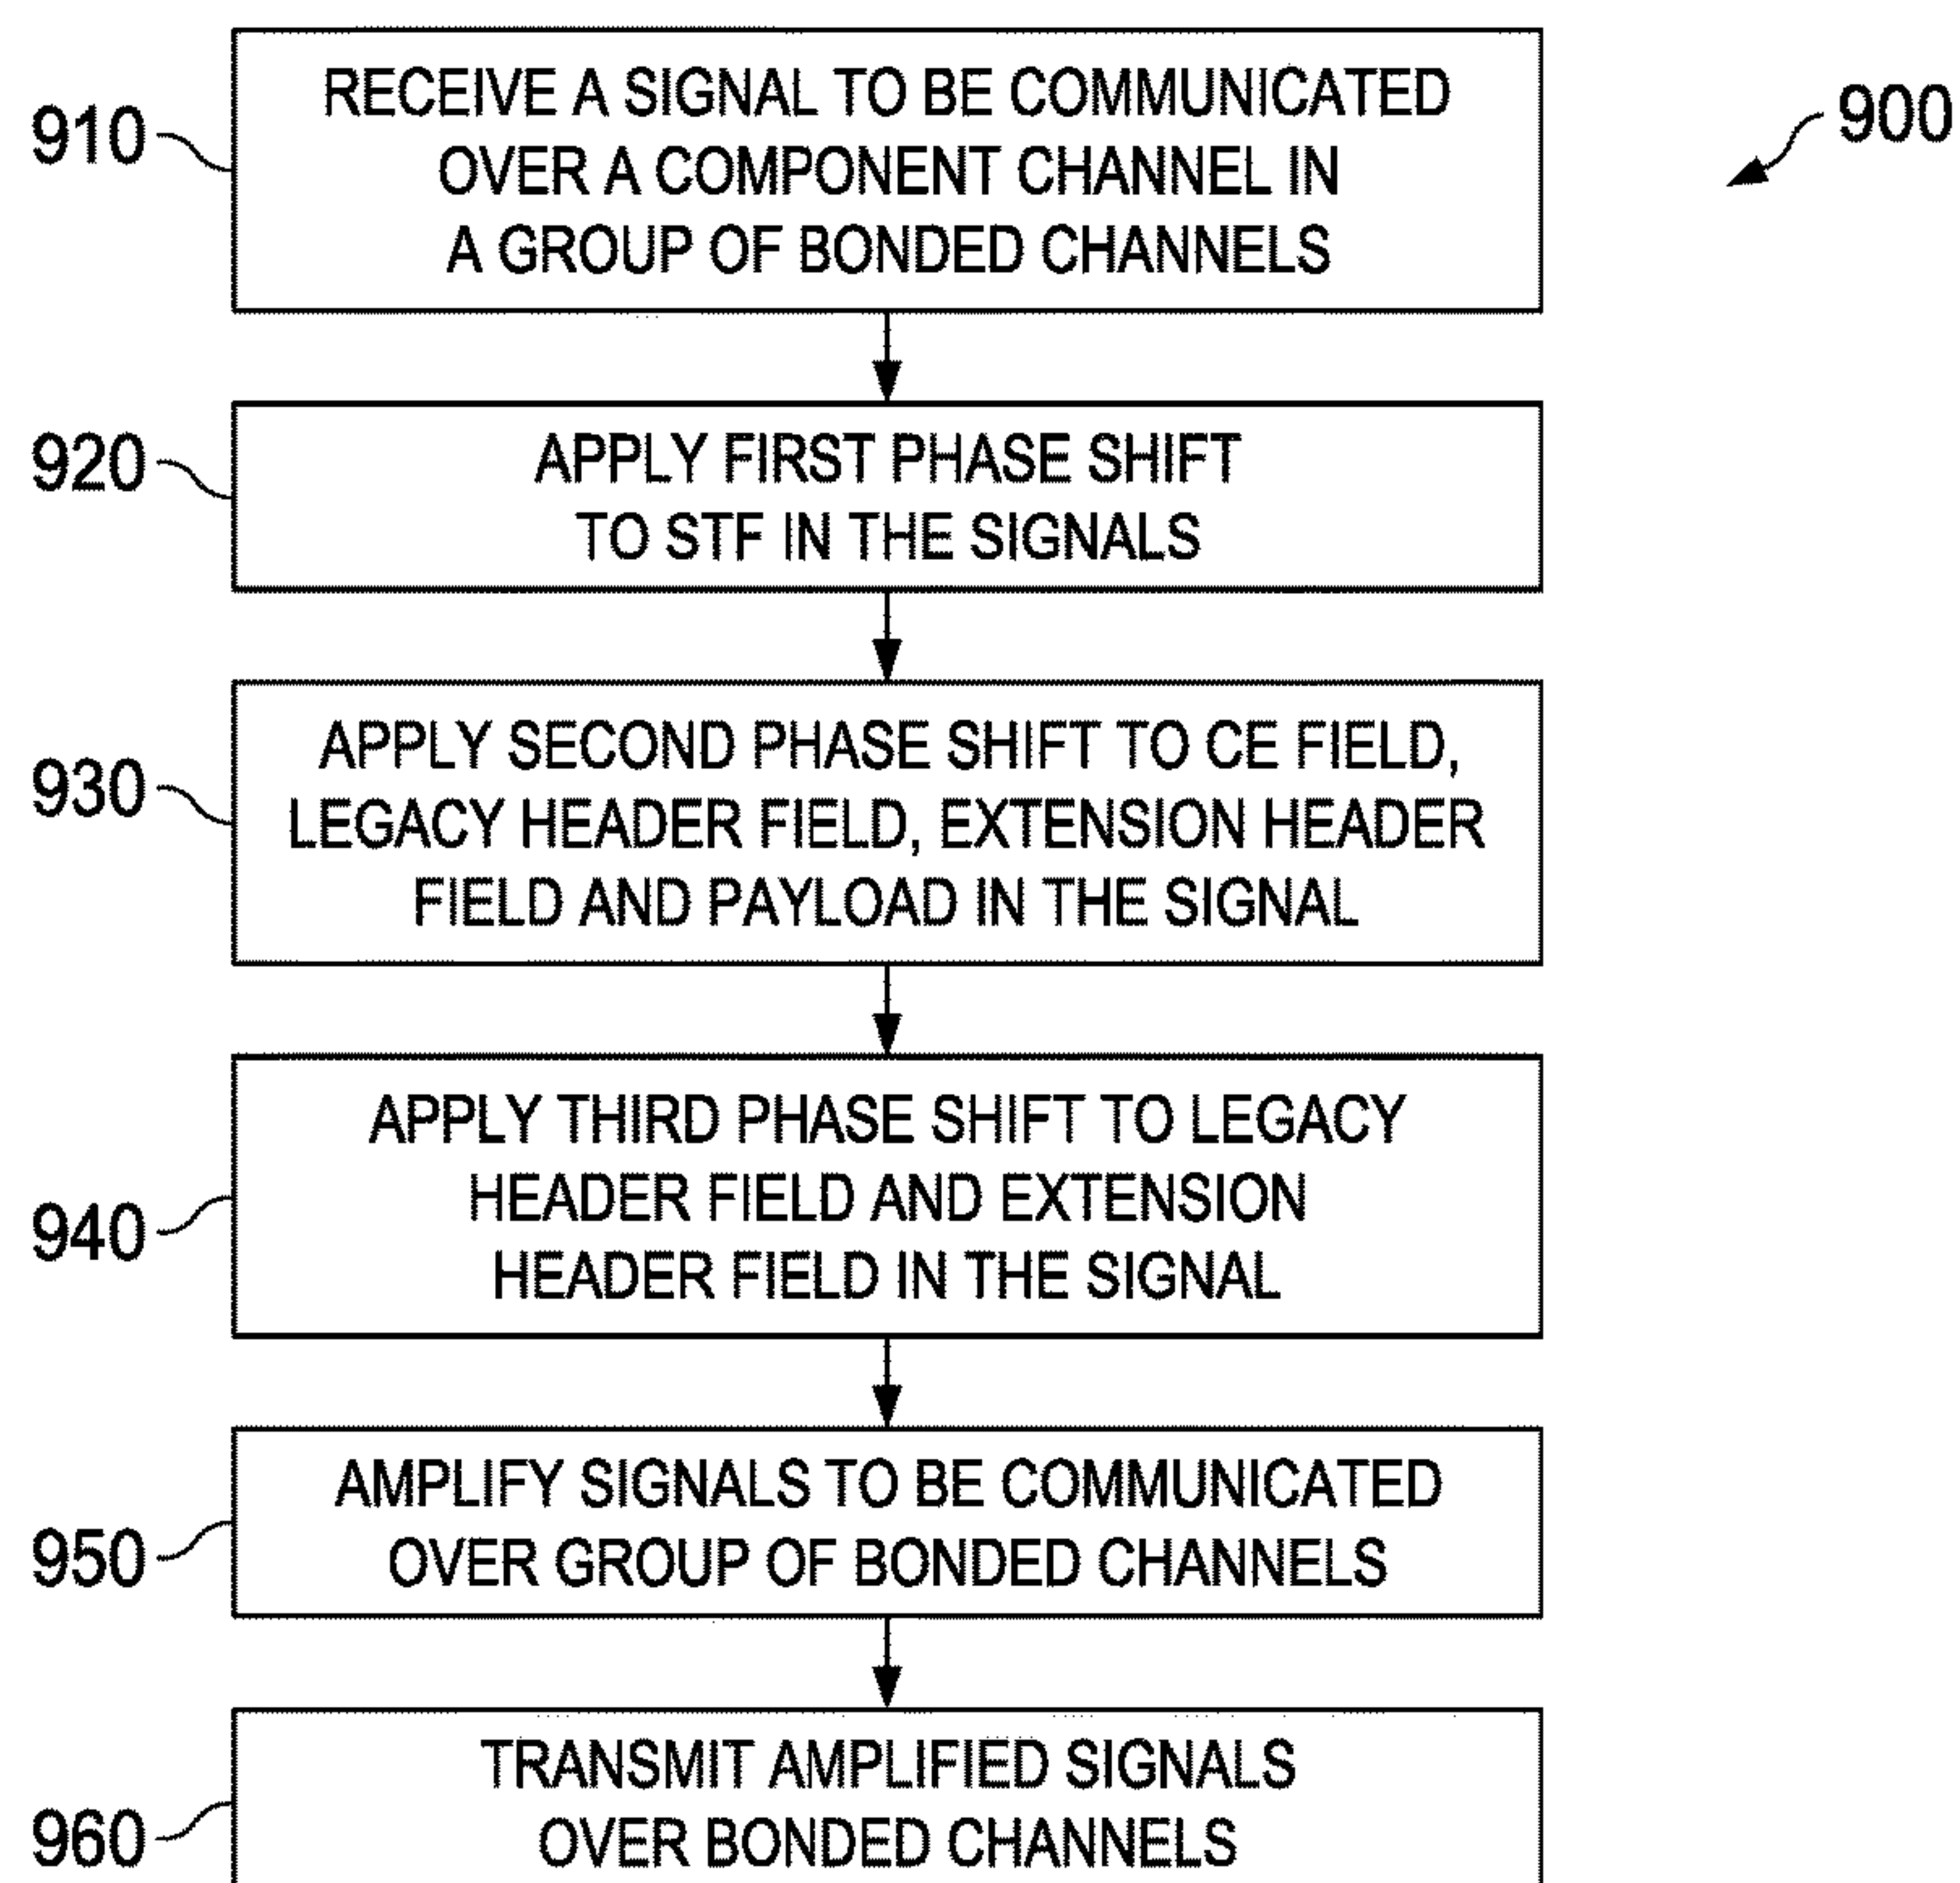 900
910
RECEIVE A SIGNAL TO BE COMMUNICATED
OVER A COMPONENT CHANNEL IN
A GROUP OF BONDED CHANNELS
920
APPLY FIRST PHASE SHIFT
TO STF IN THE SIGNALS
930
APPLY SECOND PHASE SHIFT TO CE FIELD,
LEGACY HEADER FIELD, EXTENSION HEADER
FIELD AND PAYLOAD IN THE SIGNAL
940
APPLY THIRD PHASE SHIFT TO LEGACY
HEADER FIELD AND EXTENSION
HEADER FIELD IN THE SIGNAL
950
AMPLIFY SIGNALS TO BE COMMUNICATED
OVER GROUP OF BONDED CHANNELS
960
TRANSMIT AMPLIFIED SIGNALS
OVER BONDED CHANNELS